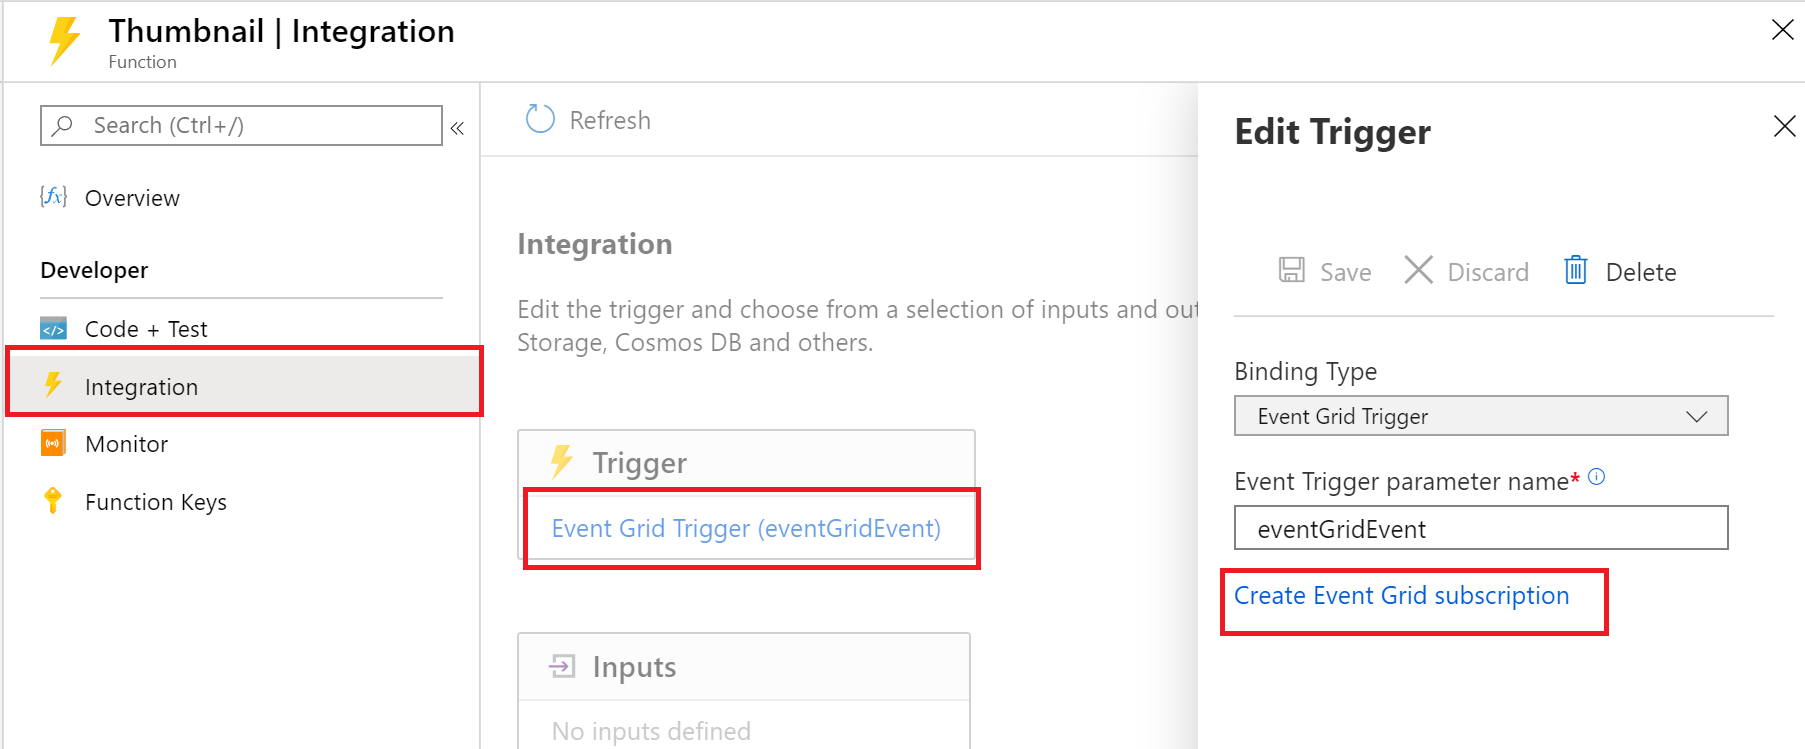 Thumbnail | Integration
Function
Search (Ctrl+/)
«
Overview
Developer
Code + Test
Integration
Monitor
Function Keys
Refresh
Integration
Edit the trigger and choose from a selection of inputs and out
Storage, Cosmos DB and others.
Trigger
Event Grid Trigger (eventGridEvent)
Inputs
No inputs defined
Edit Trigger
Save Discard Delete
Binding Type
Event Grid Trigger
Event Trigger parameter name*
eventGridEvent
Create Event Grid subscription